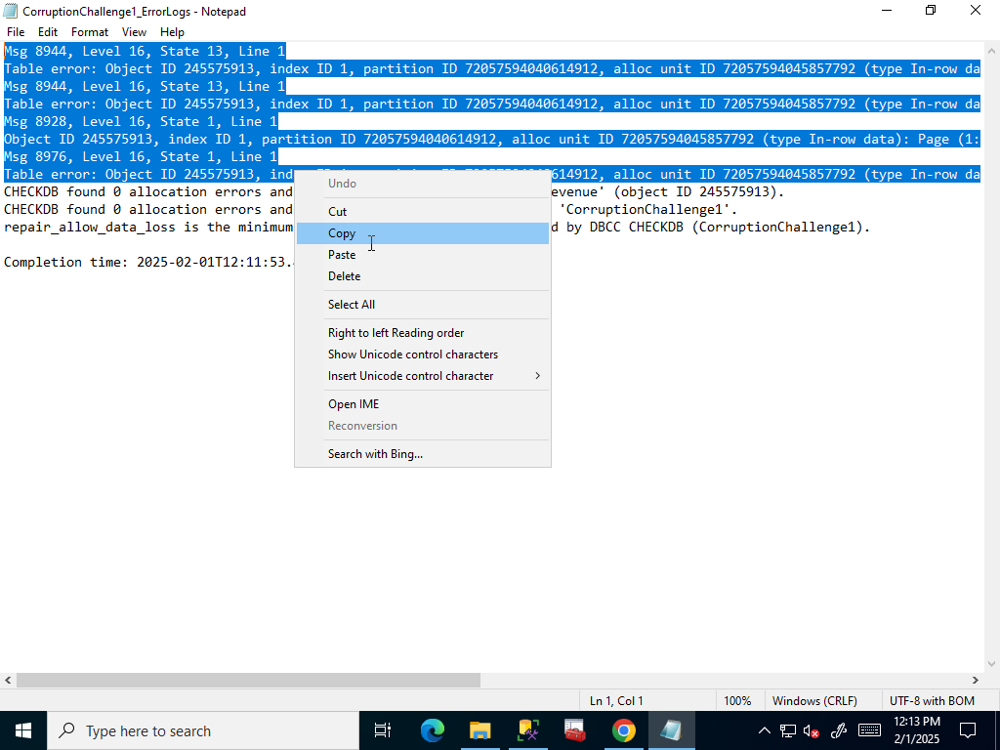 CorruptionChallenge1_ErrorLogs - Notepad
File Edit Format View Help
Msg 8944, Level 16, State 13, Line 1
Table error: Object ID 245575913, index ID 1, partition ID 72057594040614912, alloc unit ID 72057594045857792 (type In-row da
Msg 8944, Level 16, State 13, Line 1
Table error: Object ID 245575913, index ID 1, partition ID 72057594040614912, alloc unit ID 72057594045857792 (type In-row da
Msg 8928, Level 16, State 1, Line 1
Object ID 245575913, index ID 1, partition ID 72057594040614912, alloc unit ID 72057594045857792 (type In-row data): Page (1:
Msg 8976, Level 16, State 1, Line 1
Table error: Object ID 245575913, 614912, alloc unit ID 72057594045857792 (type In-row da
CHECKDB found 0 allocation errors and evenue' (object ID 245575913).
CHECKDB found 0 allocation errors and 'CorruptionChallenge1'.
repair_allow_data_loss is the minimum d by DBCC CHECKDB (CorruptionChallenge1).
Completion time: 2025-02-01T12:11:53.
Undo
Cut
Copy
Paste
Delete
Select All
Right to left Reading order
Show Unicode control characters
Insert Unicode control character
Open IME
Reconversion
Search with Bing...
Ln 1, Col 1 100% Windows (CRLF) UTF-8 with BOM
Type here to search
12:13 PM
2/1/2025